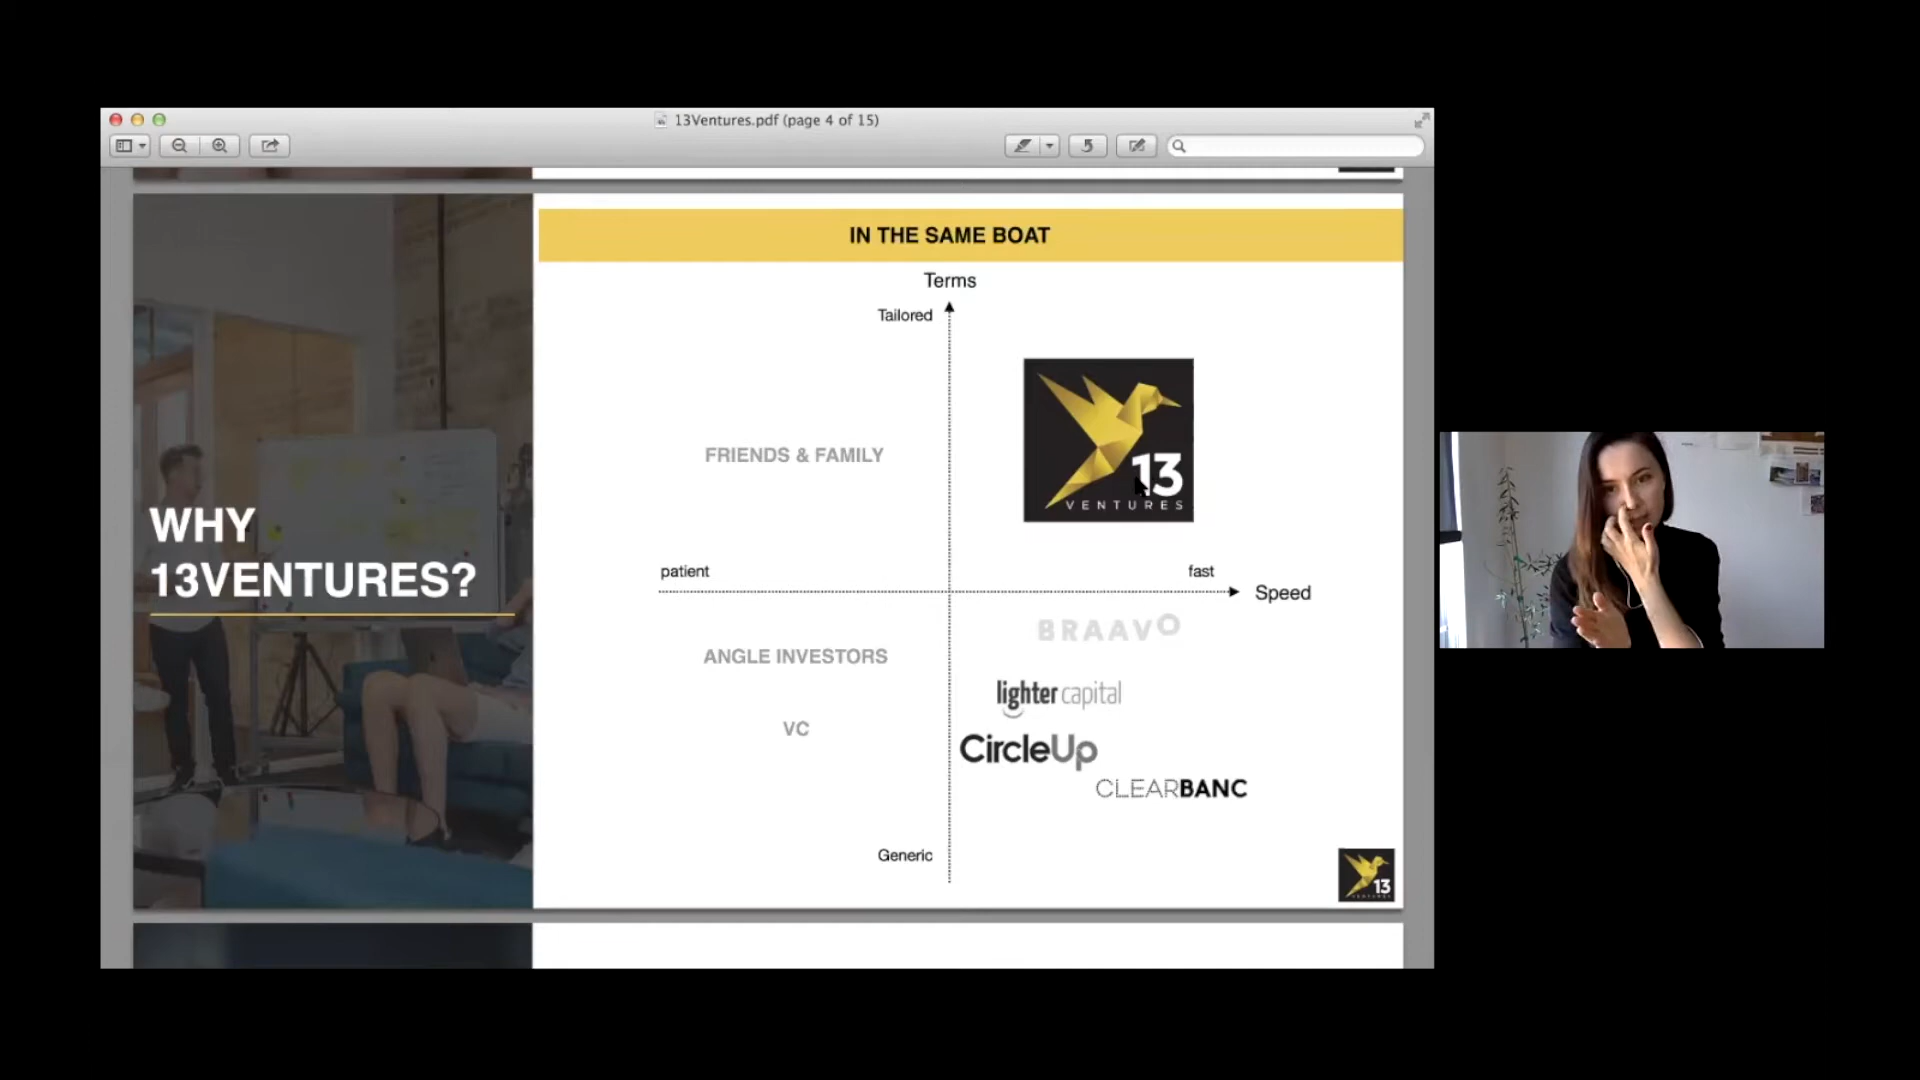 13Ventures.pdf (page 4 of 15)
IN THE SAME BOAT
Terms
Tailored
FRIENDS & FAMILY
13
VENTURES
WHY
13VENTURES?
patient
fast
Speed
BRAAVO
ANGLE INVESTORS
lighter capital
VC
CircleUp
CLEARBANC
Generic
13
VENTURES